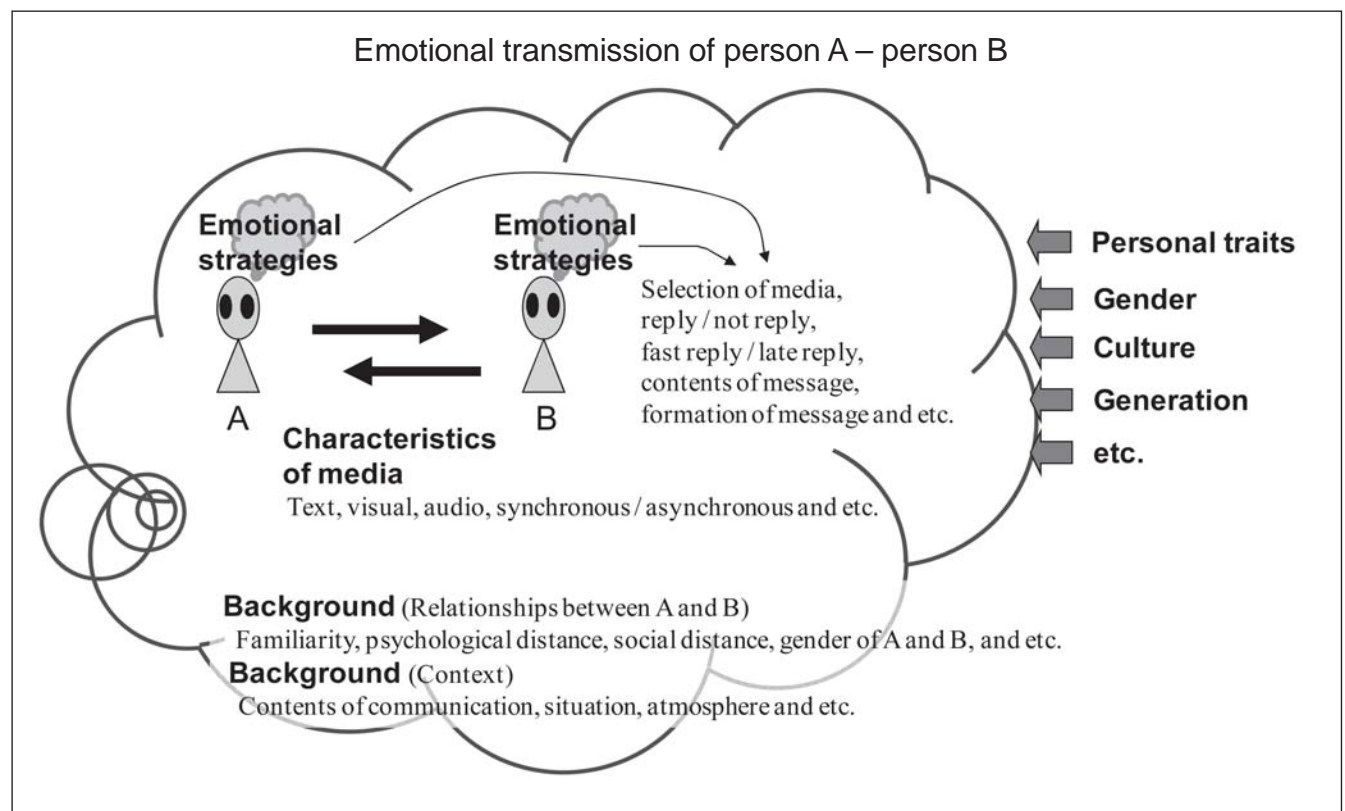 Emotional transmission of person A – person B
Emotional
strategies
Emotional
strategies
Selection of media,
reply / not reply,
fast reply / late reply,
contents of message,
formation of message and etc.
A
B
Characteristics
of media
Text, visual, audio, synchronous / asynchronous and etc.
Background (Relationships between A and B)
Familiarity, psychological distance, social distance, gender of A and B, and etc.
Background (Context)
Contents of communication, situation, atmosphere and etc.
Personal traits
Gender
Culture
Generation
etc.